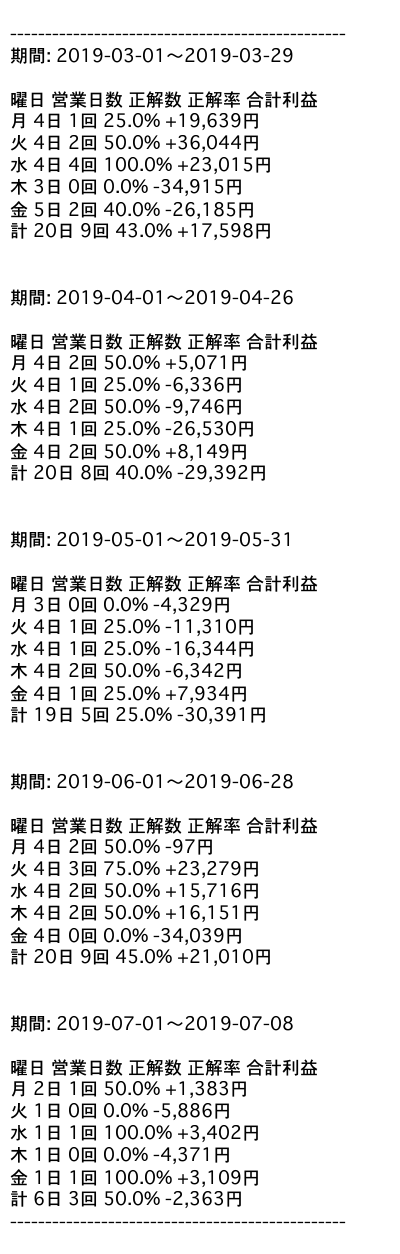 ------------------------------------------------
期間: 2019-03-01〜2019-03-29
曜日 営業日数 正解数 正解率 合計利益
月 4日 1回 25.0% +19,639円
火 4日 2回 50.0% +36,044円
水 4日 4回 100.0% +23,015円
木 3日 0回 0.0% -34,915円
金 5日 2回 40.0% -26,185円
計 20日 9回 43.0% +17,598円
期間: 2019-04-01〜2019-04-26
曜日 営業日数 正解数 正解率 合計利益
月 4日 2回 50.0% +5,071円
火 4日 1回 25.0% -6,336円
水 4日 2回 50.0% -9,746円
木 4日 1回 25.0% -26,530円
金 4日 2回 50.0% +8,149円
計 20日 8回 40.0% -29,392円
期間: 2019-05-01〜2019-05-31
曜日 営業日数 正解数 正解率 合計利益
月 3日 0回 0.0% -4,329円
火 4日 1回 25.0% -11,310円
水 4日 1回 25.0% -16,344円
木 4日 2回 50.0% -6,342円
金 4日 1回 25.0% +7,934円
計 19日 5回 25.0% -30,391円
期間: 2019-06-01〜2019-06-28
曜日 営業日数 正解数 正解率 合計利益
月 4日 2回 50.0% -97円
火 4日 3回 75.0% +23,279円
水 4日 2回 50.0% +15,716円
木 4日 2回 50.0% +16,151円
金 4日 0回 0.0% -34,039円
計 20日 9回 45.0% +21,010円
期間: 2019-07-01〜2019-07-08
曜日 営業日数 正解数 正解率 合計利益
月 2日 1回 50.0% +1,383円
火 1日 0回 0.0% -5,886円
水 1日 1回 100.0% +3,402円
木 1日 0回 0.0% -4,371円
金 1日 1回 100.0% +3,109円
計 6日 3回 50.0% -2,363円
------------------------------------------------